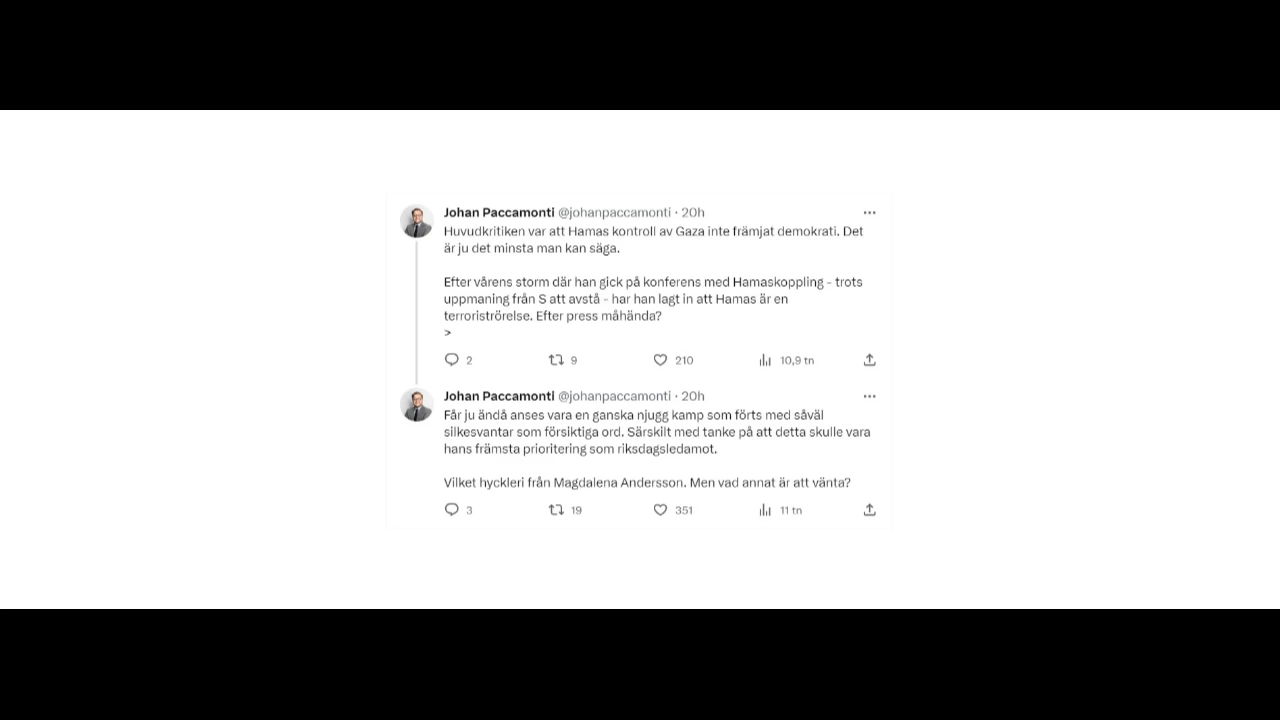 Johan Paccamonti @johanpaccamonti · 20h
Huvudkritiken var att Hamas kontroll av Gaza inte främjat demokrati. Det
är ju det minsta man kan säga.
Efter vårens storm där han gick på konferens med Hamaskoppling - trots
uppmaning från S att avstå - har han lagt in att Hamas är en
terroriströrelse. Efter press måhända?
>
2 9 210 10,9 tn
Johan Paccamonti @johanpaccamonti · 20h
Får ju ändå anses vara en ganska njugg kamp som förts med såväl
silkesvantar som försiktiga ord. Särskilt med tanke på att detta skulle vara
hans främsta prioritering som riksdagsledamot.
Vilket hyckleri från Magdalena Andersson. Men vad annat är att vänta?
3 19 351 11 tn